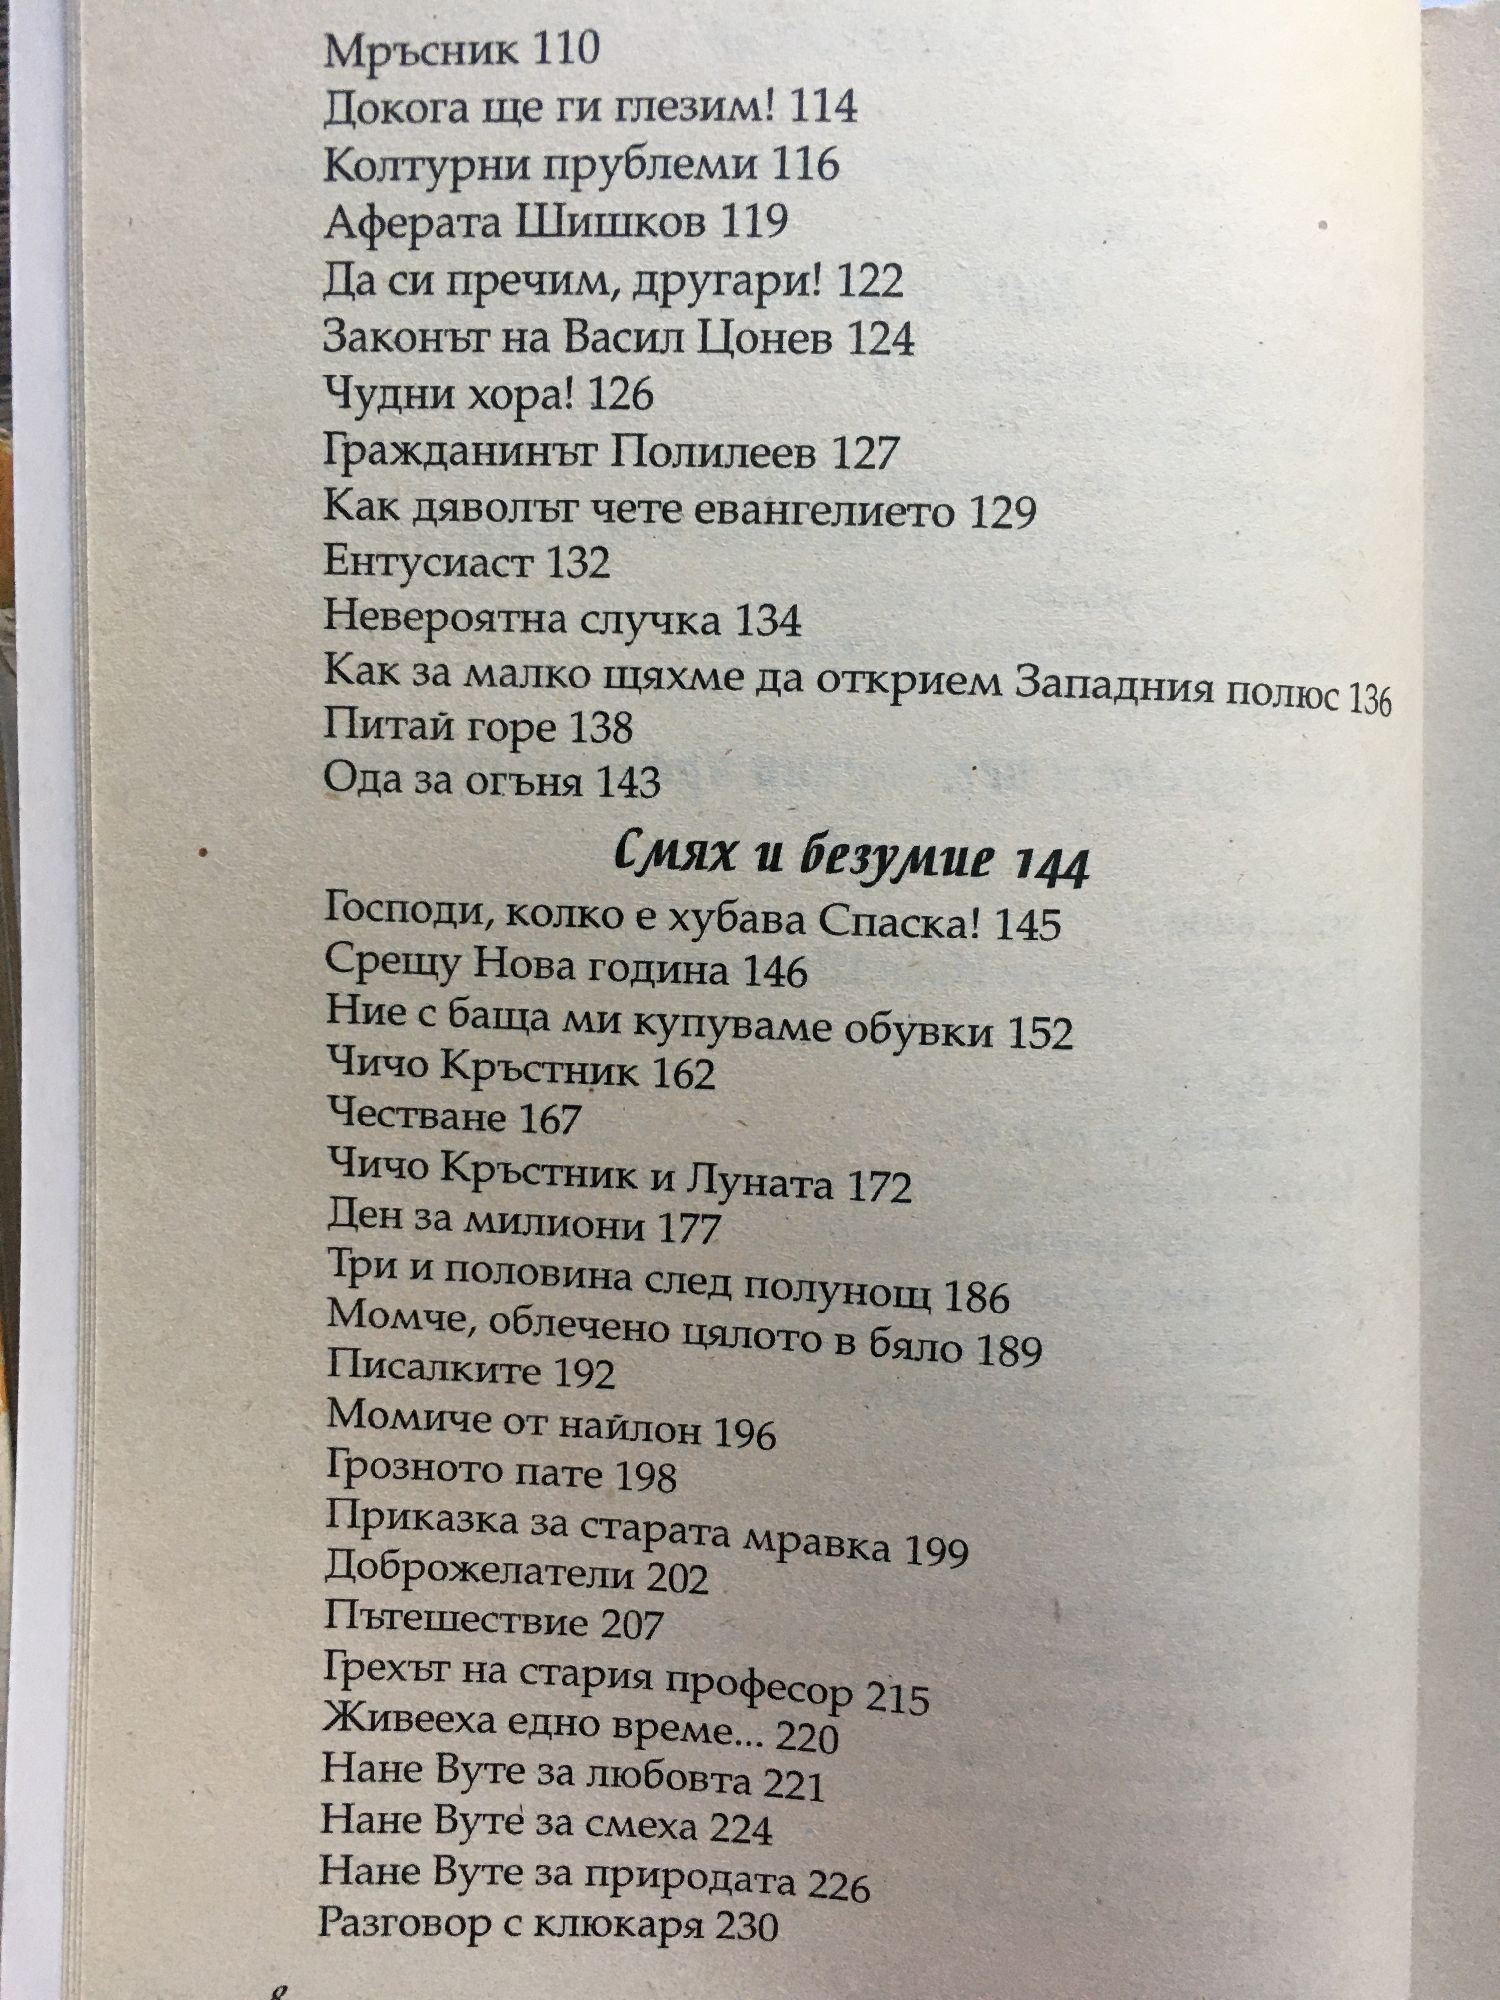 Мръсник 110
Докога ще ги глезим! 114
Колтурни прублеми 116
Аферата Шишков 119
Да си пречим, другари! 122
Законът на Васил Цонев 124
Чудни хора! 126
Гражданинът Полилеев 127
Как дяволът чете евангелието 129
Ентусиаст 132
Невероятна случка 134
Как за малко щяхме да открием Западния полюс 136
Питай горе 138
Ода за огъня 143
Смях и безумие 144
Господи, колко е хубава Спаска! 145
Срещу Нова година 146
Ние с баща ми купуваме обувки 152
Чичо Кръстник 162
Честване 167
Чичо Кръстник и Луната 172
Ден за милиони 177
Три и половина след полунощ 186
Момче, облечено цялото в бяло 189
Писалките 192
Момиче от найлон 196
Грозното пате 198
Приказка за старата мравка 199
Доброжелатели 202
Пътешествие 207
Грехът на стария професор 215
Живееха едно време... 220
Нане Вуте за любовта 221
Нане Вуте за смеха 224
Нане Вуте за природата 226
Разговор с клюкаря 230
8